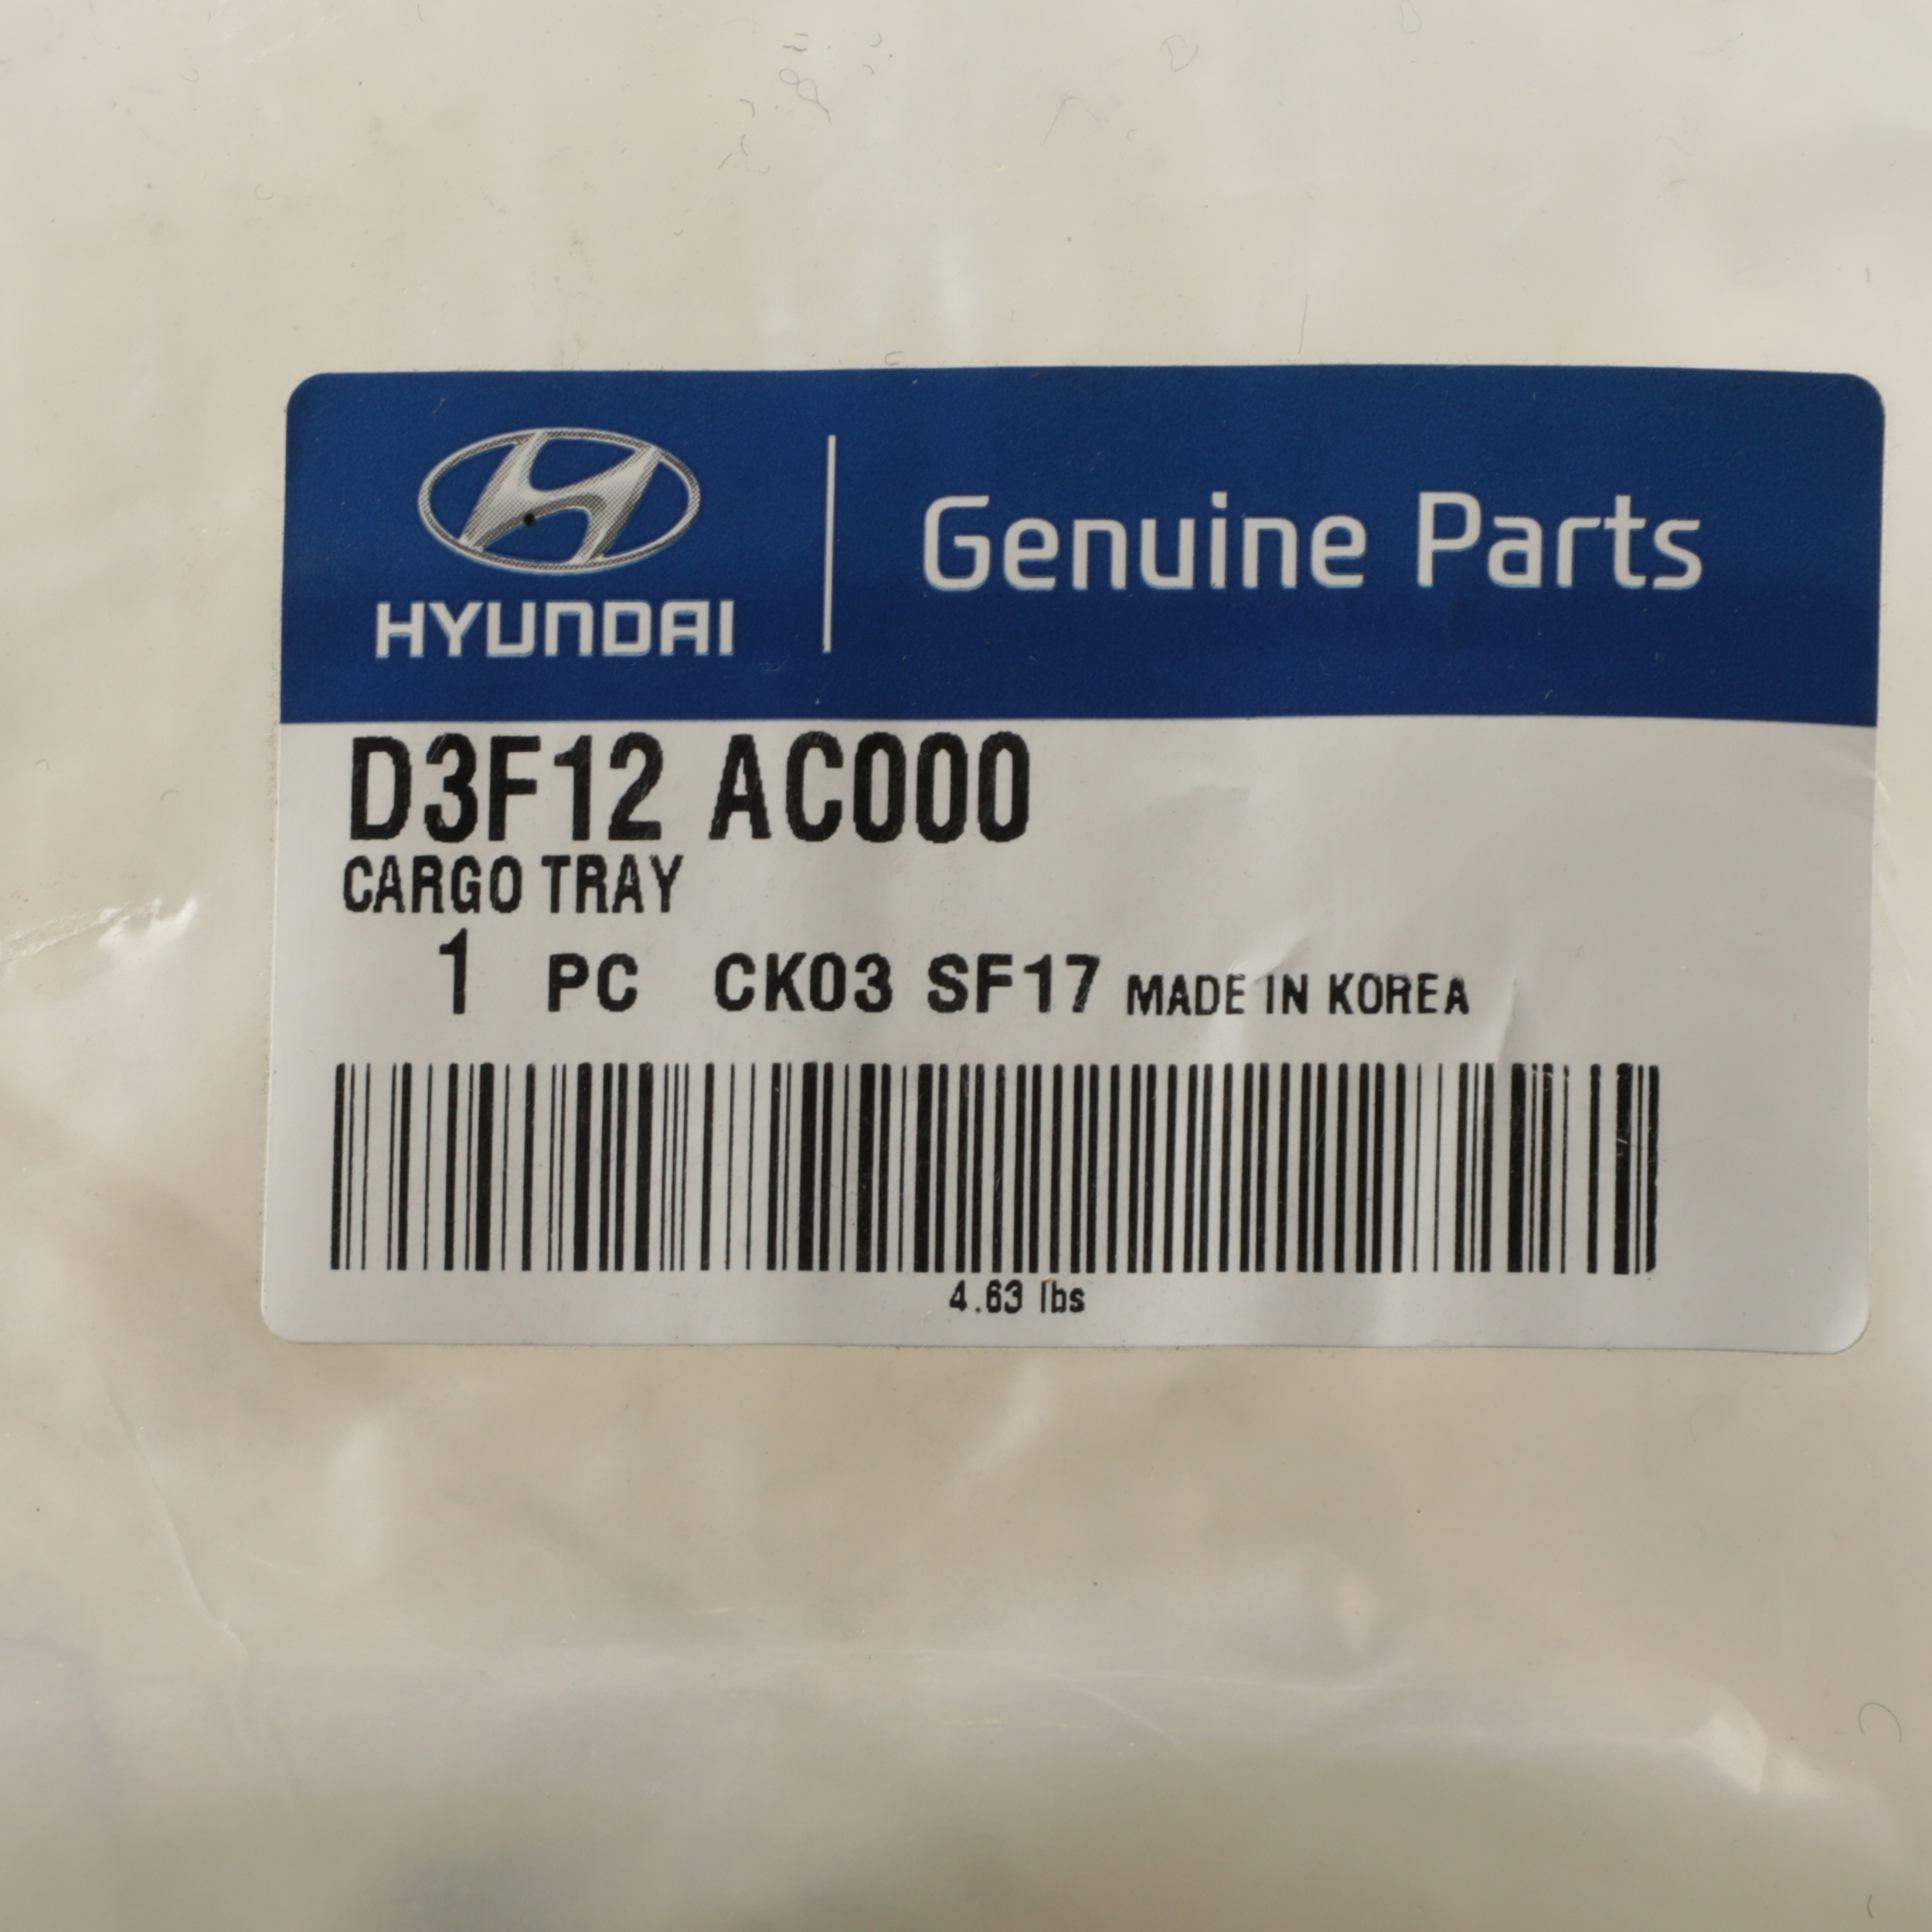 HYUNDAI
Genuine Parts
D3F12 AC000
CARGO TRAY
1 PC CK03 SF17 MADE IN KOREA
4.63 lbs